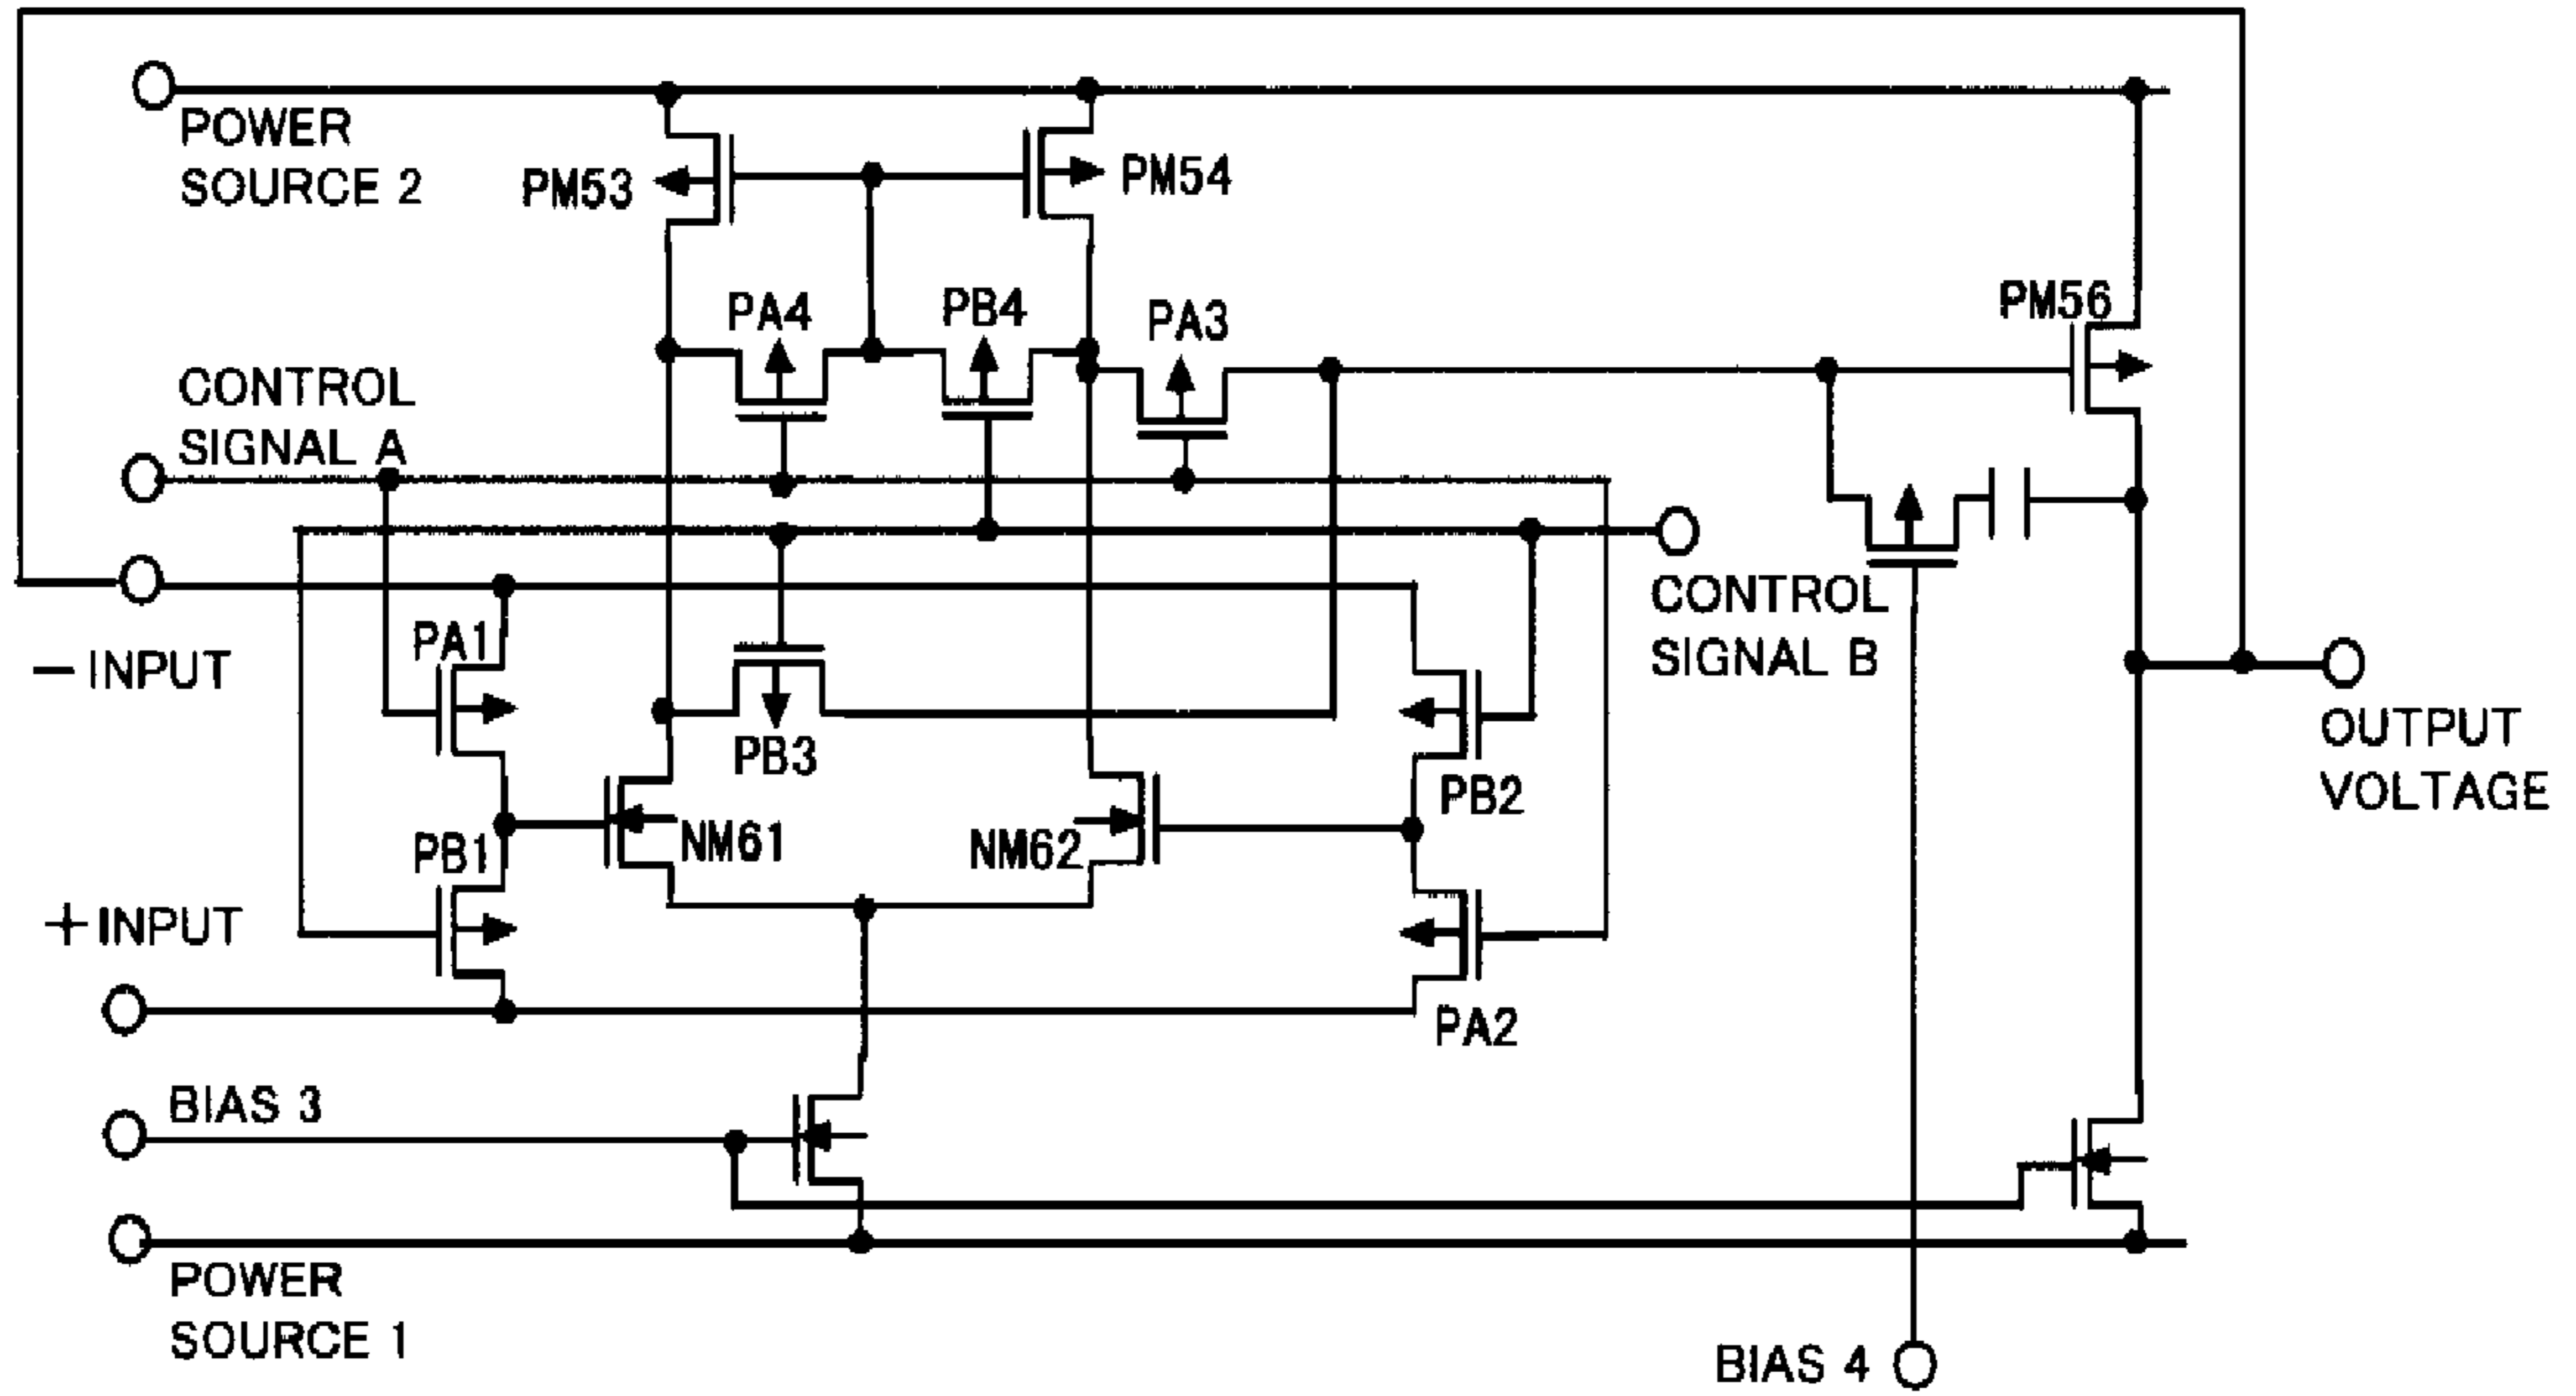 POWER
SOURCE 2
PM53
PM54
PM56
PA4
PB4
PA3
CONTROL
SIGNAL A
CONTROL
SIGNAL B
− INPUT
PA1
PB3
PB2
OUTPUT
VOLTAGE
PB1
NM61
NM62
+ INPUT
PA2
BIAS 3
POWER
SOURCE 1
BIAS 4